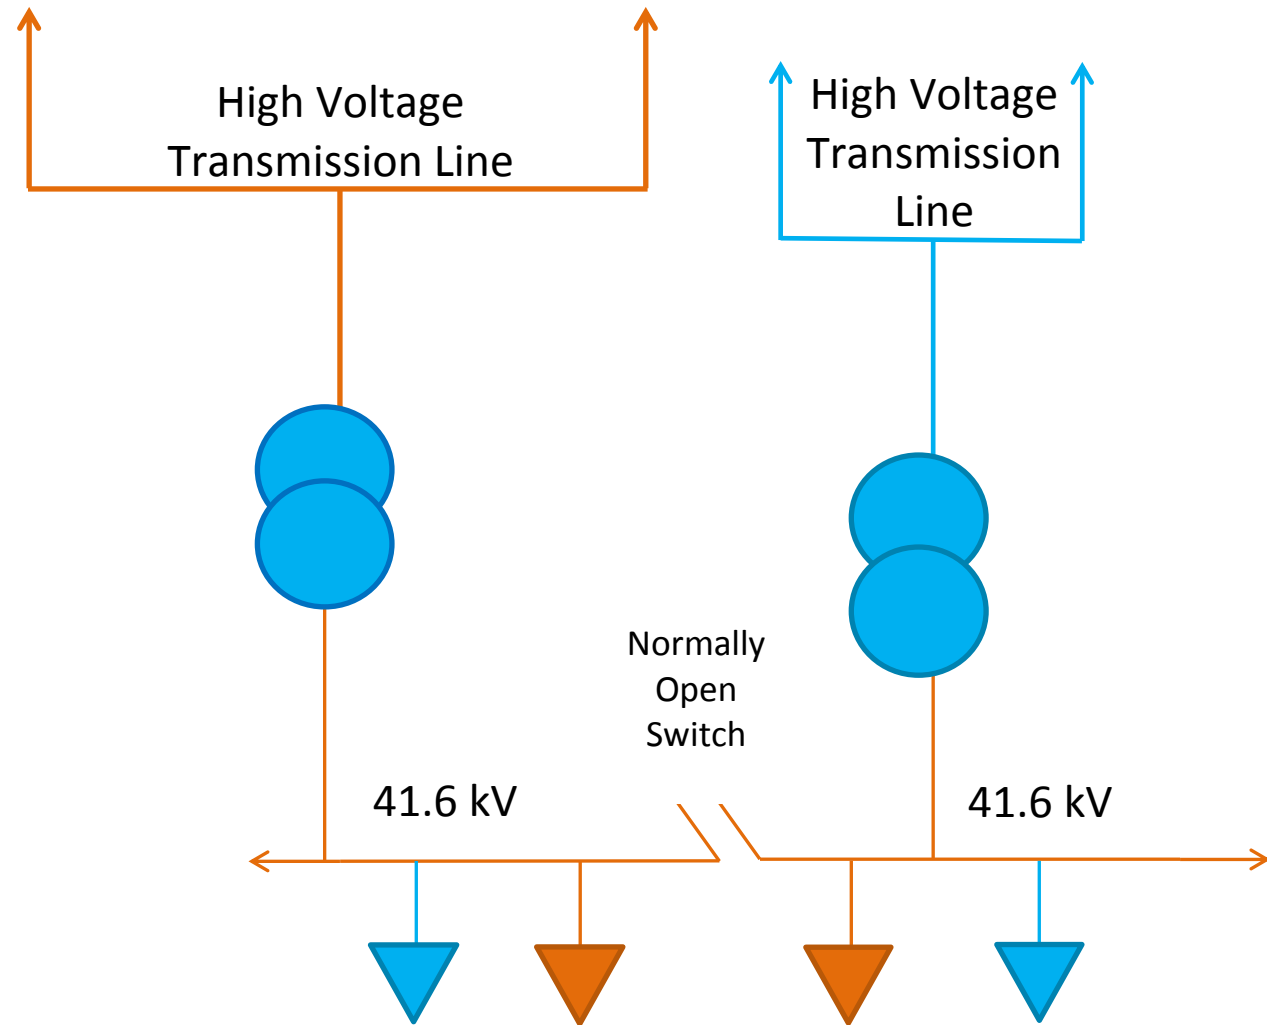 High Voltage
Transmission Line
High Voltage
Transmission
Line
Normally
Open
Switch
41.6 kV
41.6 kV